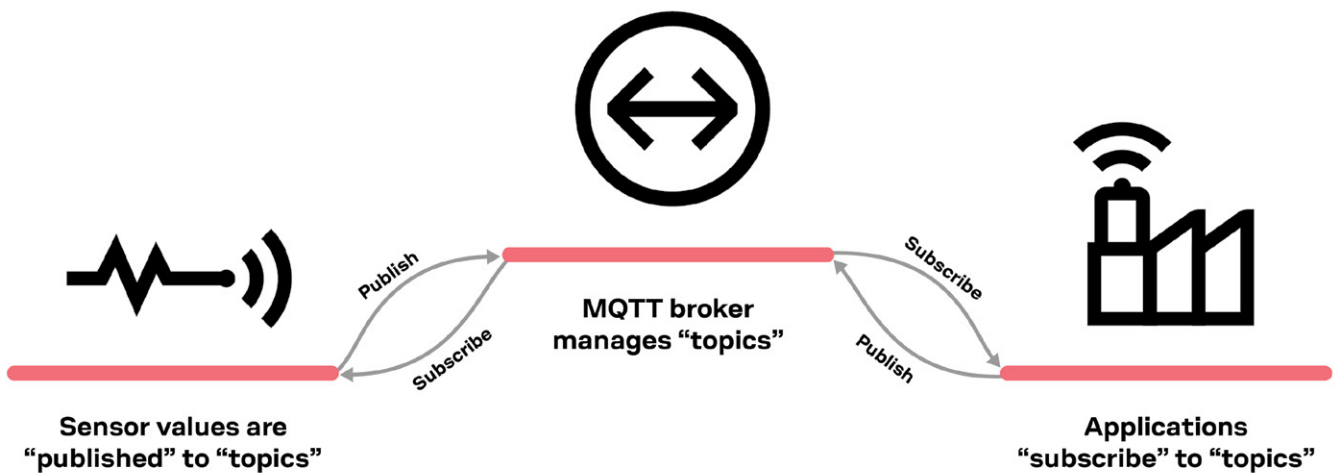 Publish
Subscribe
Sensor values are
“published” to “topics”
MQTT broker
manages “topics”
Subscribe
Publish
Applications
“subscribe” to “topics”